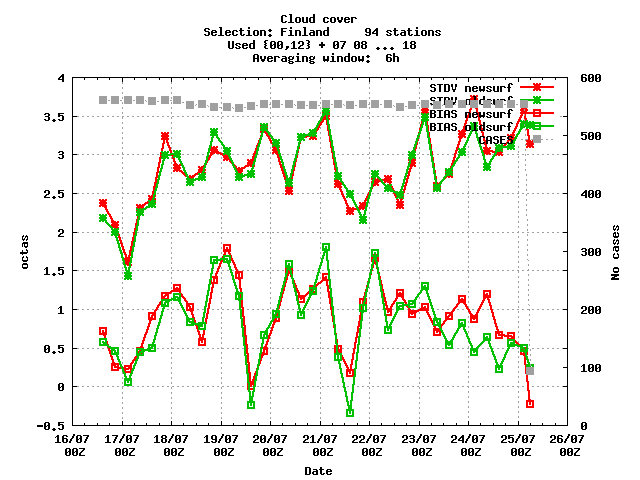 Cloud cover
Selection: Finland     94 stations
Used {00,12} + 07 08 ... 18
Averaging window:  6h
4
3.5
3
2.5
2
1.5
1
0.5
0
-0.5
octas
600
500
400
300
200
100
0
No cases
STDV newsurf
STDV oldsurf
BIAS newsurf
BIAS oldsurf
CASES
16/07 17/07 18/07 19/07 20/07 21/07 22/07 23/07 24/07 25/07 26/07
00Z 00Z 00Z 00Z 00Z 00Z 00Z 00Z 00Z 00Z 00Z
Date